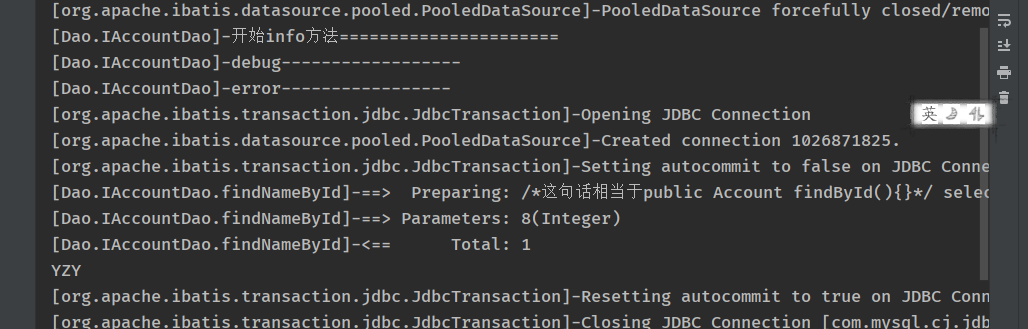 [org.apache.ibatis.datasource.pooled.PooledDataSource]-PooledDataSource forcefully closed/remo
[Dao.IAccountDao]-开始info方法======================
[Dao.IAccountDao]-debug------------------
[Dao.IAccountDao]-error-----------------
[org.apache.ibatis.transaction.jdbc.JdbcTransaction]-Opening JDBC Connection
英
[org.apache.ibatis.datasource.pooled.PooledDataSource]-Created connection 1026871825.
[org.apache.ibatis.transaction.jdbc.JdbcTransaction]-Setting autocommit to false on JDBC Conne
[Dao.IAccountDao.findNameById]-==>  Preparing: /*这句话相当于public Account findById(){}*/ selec
[Dao.IAccountDao.findNameById]-==> Parameters: 8(Integer)
[Dao.IAccountDao.findNameById]-<==      Total: 1
YZY
[org.apache.ibatis.transaction.jdbc.JdbcTransaction]-Resetting autocommit to true on JDBC Conn
[org.apache.ibatis.transaction.jdbc.JdbcTransaction]-Closing JDBC Connection [com.mysql.cj.jdb